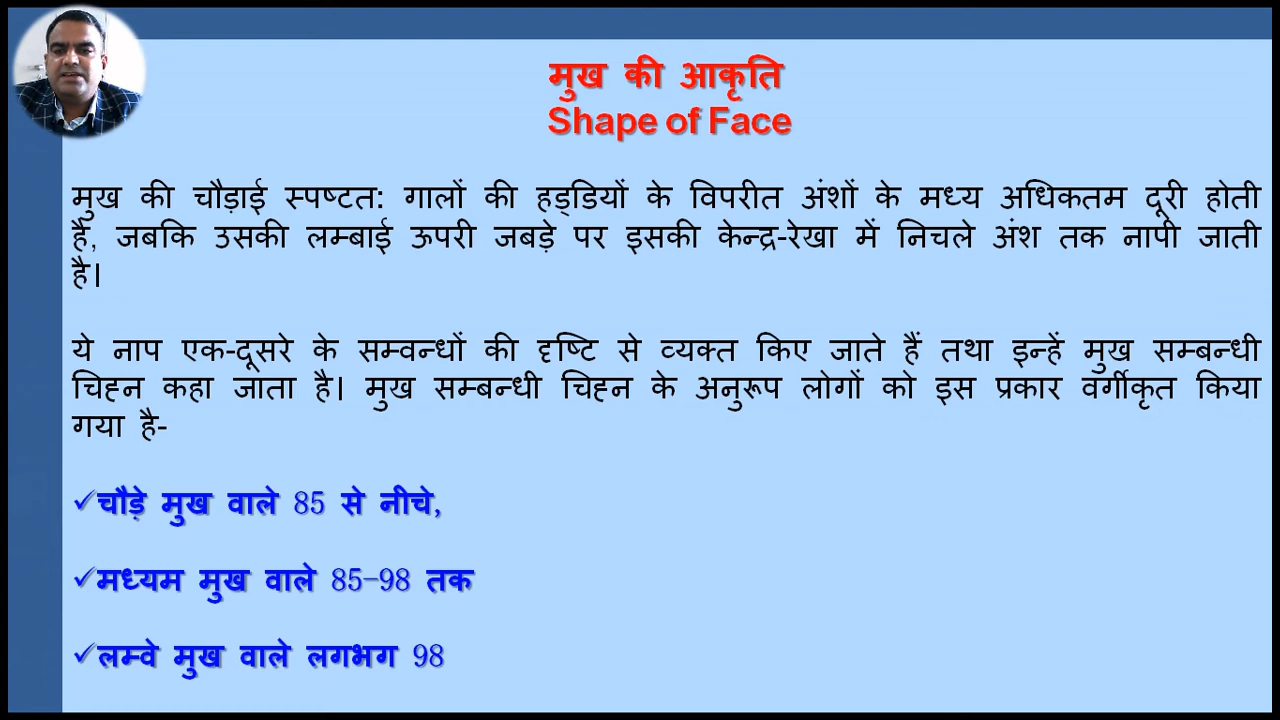 मुख की आकृति
Shape of Face
मुख की चौड़ाई स्पष्टत: गालों की हड्डियों के विपरीत अंशों के मध्य अधिकतम दूरी होती
है, जबकि उसकी लम्बाई ऊपरी जबड़े पर इसकी केन्द्र-रेखा में निचले अंश तक नापी जाती
है।
ये नाप एक-दूसरे के सम्वन्धों की दृष्टि से व्यक्त किए जाते हैं तथा इन्हें मुख सम्बन्धी
चिह्न कहा जाता है। मुख सम्बन्धी चिह्न के अनुरूप लोगों को इस प्रकार वर्गीकृत किया
गया है-
✓चौड़े मुख वाले 85 से नीचे,
✓मध्यम मुख वाले 85-98 तक
✓लम्वे मुख वाले लगभग 98